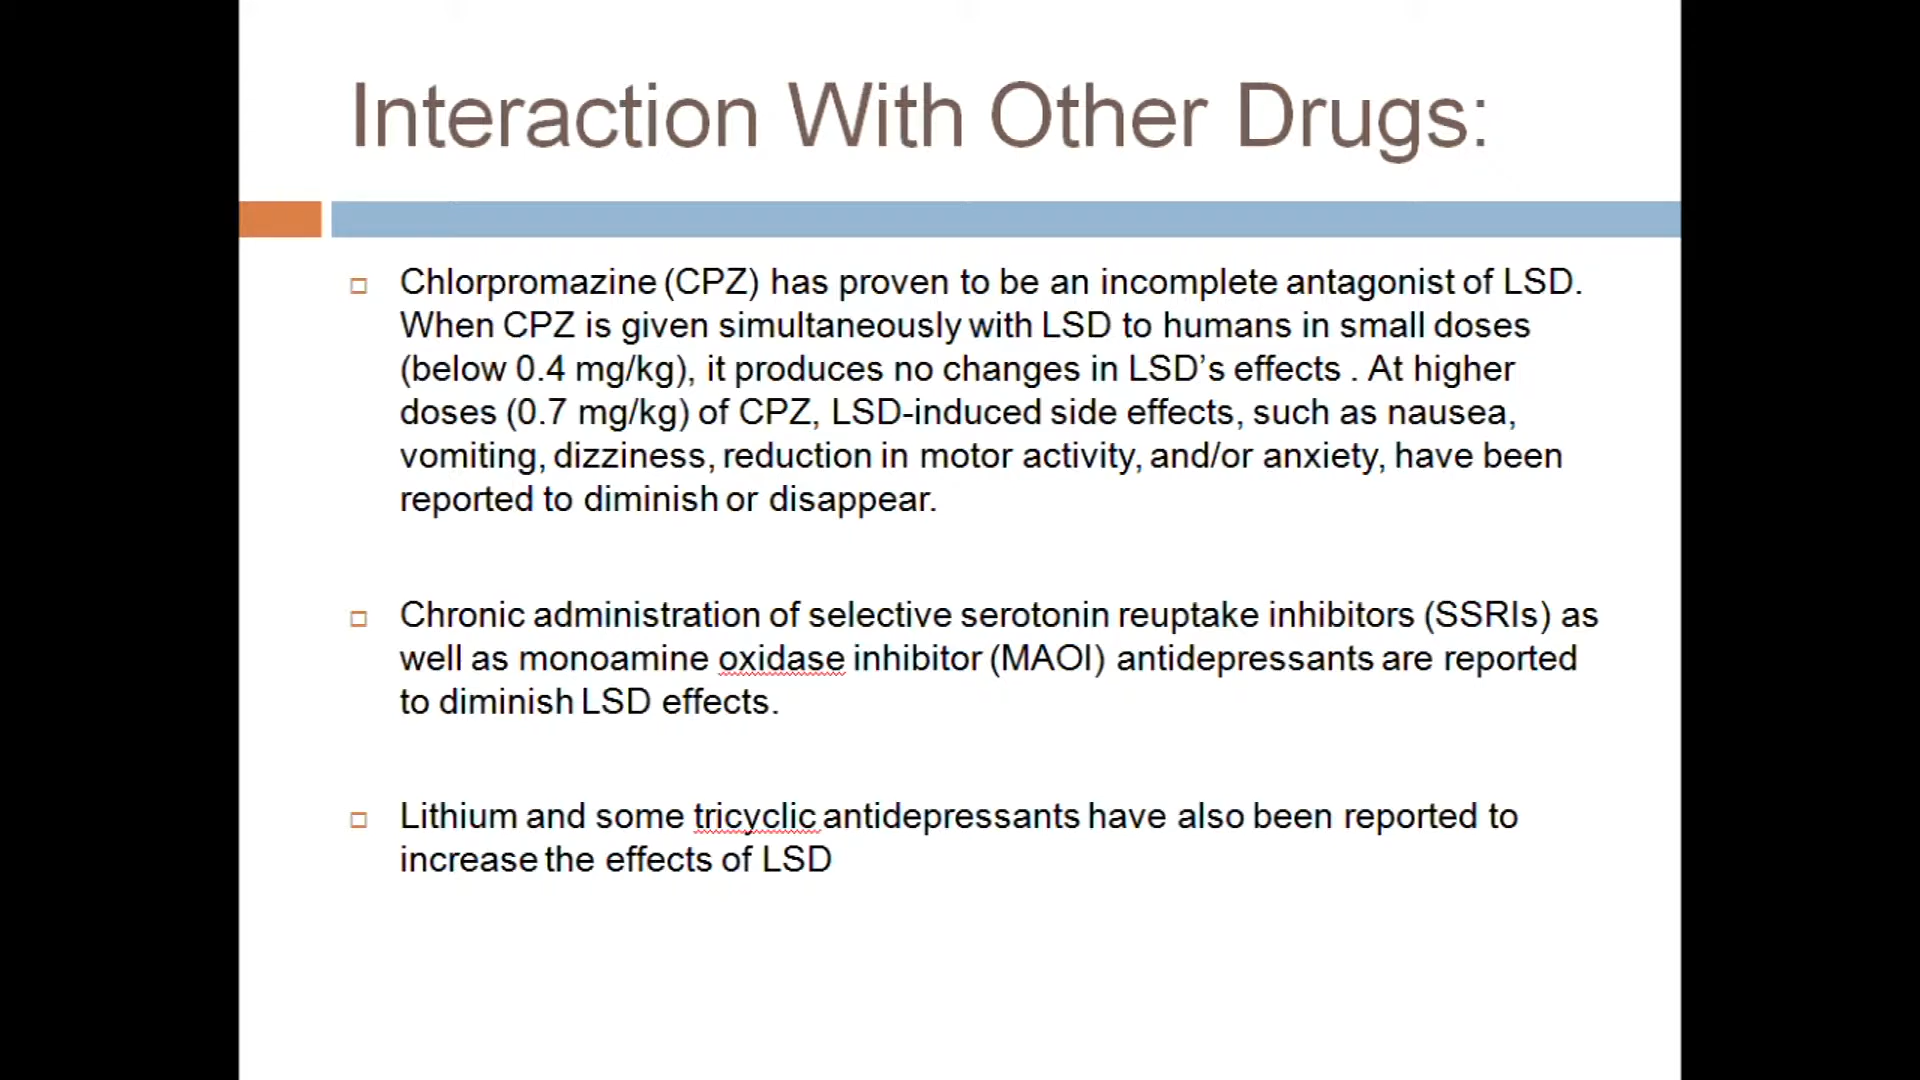 Interaction With Other Drugs:
Chlorpromazine (CPZ) has proven to be an incomplete antagonist of LSD.
When CPZ is given simultaneously with LSD to humans in small doses
(below 0.4 mg/kg), it produces no changes in LSD’s effects . At higher
doses (0.7 mg/kg) of CPZ, LSD-induced side effects, such as nausea,
vomiting, dizziness, reduction in motor activity, and/or anxiety, have been
reported to diminish or disappear.
Chronic administration of selective serotonin reuptake inhibitors (SSRIs) as
well as monoamine oxidase inhibitor (MAOI) antidepressants are reported
to diminish LSD effects.
Lithium and some tricyclic antidepressants have also been reported to
increase the effects of LSD